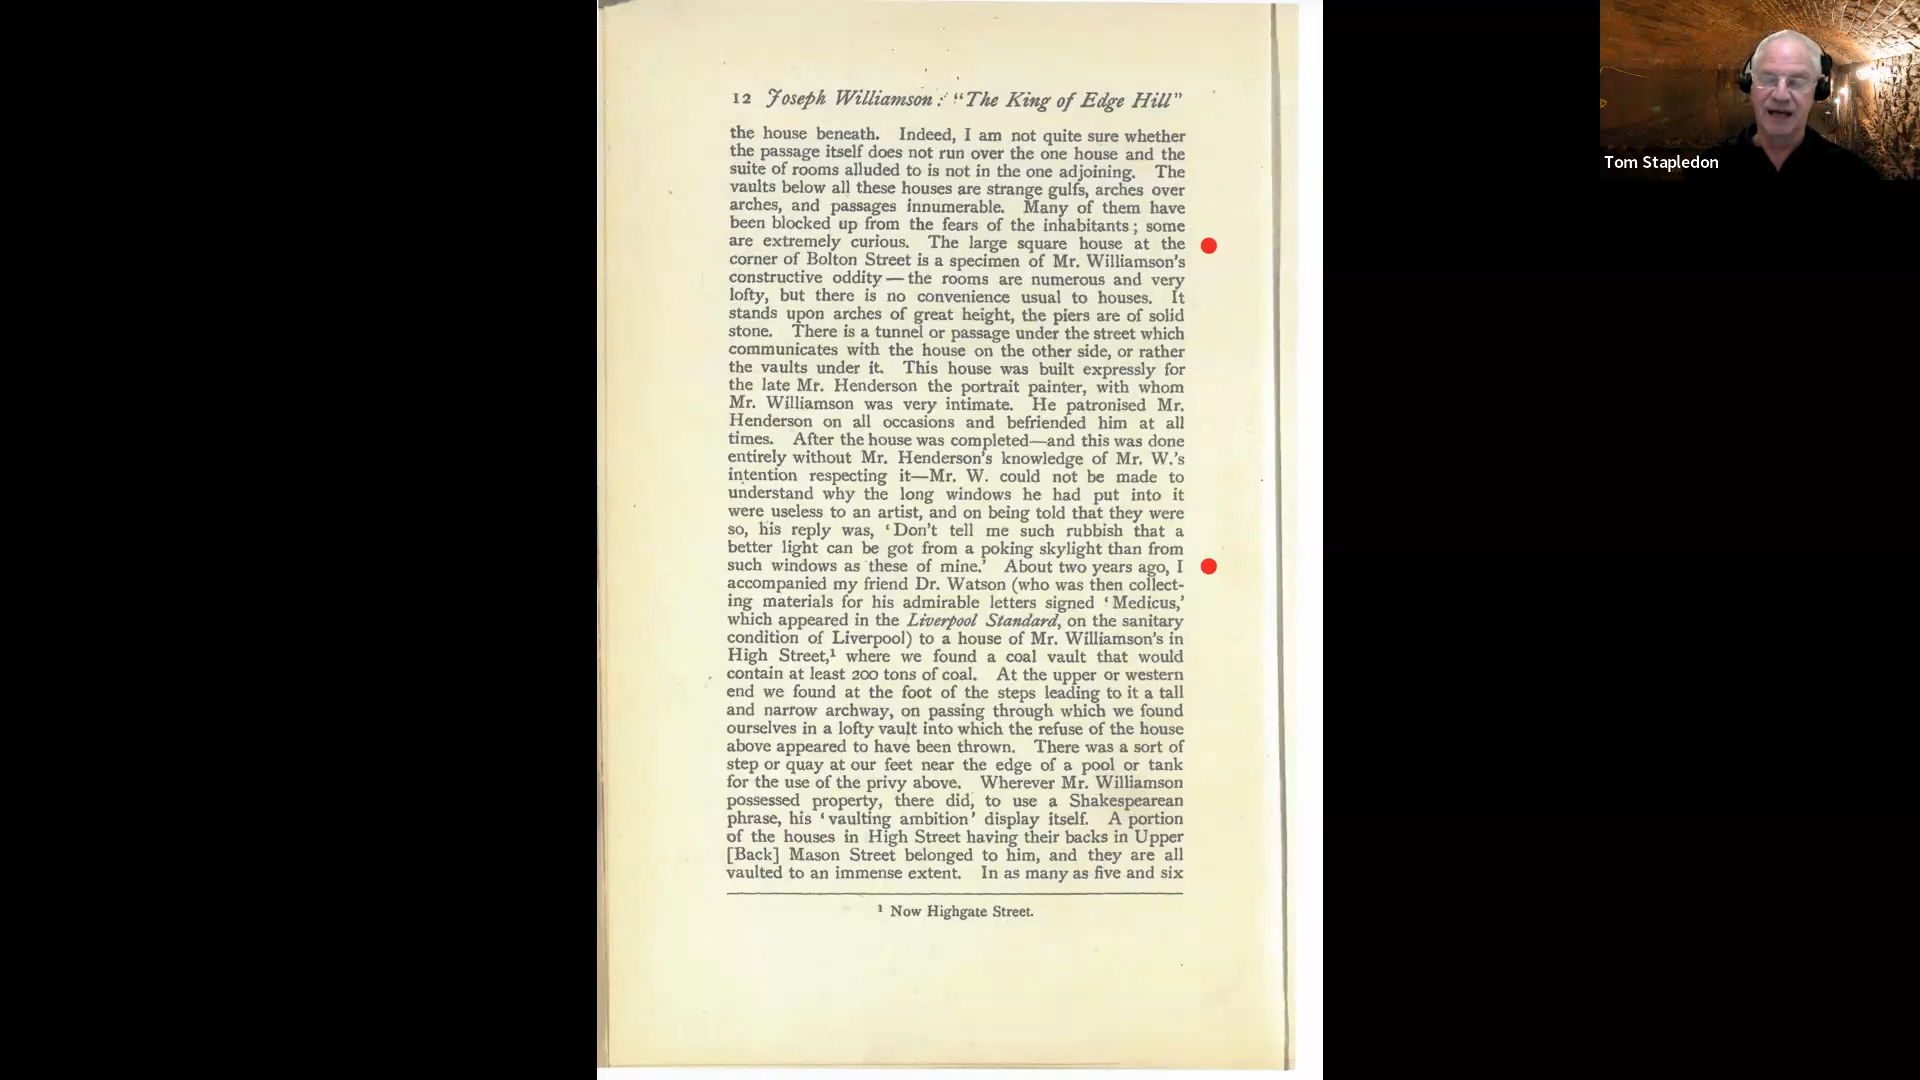 12 Joseph Williamson: "The King of Edge Hill"
the house beneath. Indeed, I am not quite sure whether
the passage itself does not run over the one house and the
suite of rooms alluded to is not in the one adjoining. The
vaults below all these houses are strange gulfs, arches over
arches, and passages innumerable. Many of them have
been blocked up from the fears of the inhabitants; some
are extremely curious. The large square house at the
corner of Bolton Street is a specimen of Mr. Williamson's
constructive oddity—the rooms are numerous and very
lofty, but there is no convenience usual to houses. It
stands upon arches of great height, the piers are of solid
stone. There is a tunnel or passage under the street which
communicates with the house on the other side, or rather
the vaults under it. This house was built expressly for
the late Mr. Henderson the portrait painter, with whom
Mr. Williamson was very intimate. He patronised Mr.
Henderson on all occasions and befriended him at all
times. After the house was completed—and this was done
entirely without Mr. Henderson's knowledge of Mr. W.'s
intention respecting it—Mr. W. could not be made to
understand why the long windows he had put into it
were useless to an artist, and on being told that they were
so, his reply was, 'Don't tell me such rubbish that a
better light can be got from a poking skylight than from
such windows as these of mine.' About two years ago, I
accompanied my friend Dr. Watson (who was then collect-
ing materials for his admirable letters signed 'Medicus,'
which appeared in the Liverpool Standard, on the sanitary
condition of Liverpool) to a house of Mr. Williamson's in
High Street,¹ where we found a coal vault that would
contain at least 200 tons of coal. At the upper or western
end we found at the foot of the steps leading to it a tall
and narrow archway, on passing through which we found
ourselves in a lofty vault into which the refuse of the house
above appeared to have been thrown. There was a sort of
step or quay at our feet near the edge of a pool or tank
for the use of the privy above. Wherever Mr. Williamson
possessed property, there did, to use a Shakespearean
phrase, his 'vaulting ambition' display itself. A portion
of the houses in High Street having their backs in Upper
[Back] Mason Street belonged to him, and they are all
vaulted to an immense extent. In as many as five and six
¹ Now Highgate Street.
Tom Stapledon